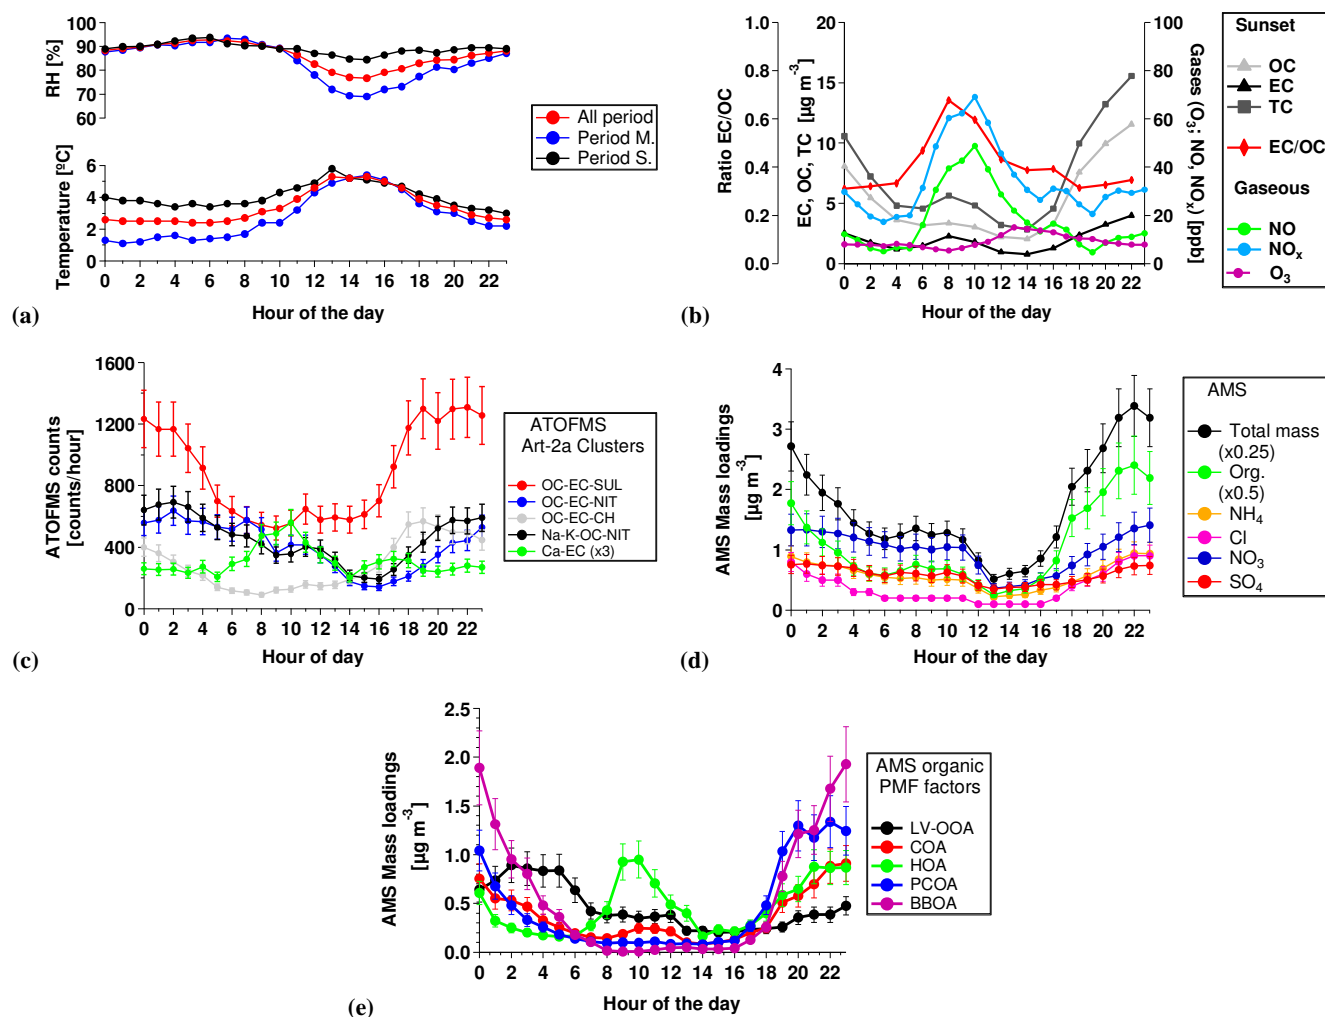 100
90
80
70
60
RH [%]
6
4
2
0
Temperature [ºC]
0 2 4 6 8 10 12 14 16 18 20 22
Hour of the day
All period
Period M.
Period S.
(a)
1.0
0.8
0.6
0.4
0.2
0.0
Ratio EC/OC
20
15
10
5
0
EC, OC, TC [µg m⁻³]
100
80
60
40
20
0
Gases (O₃; NO, NOₓ) [ppb]
0 2 4 6 8 10 12 14 16 18 20 22
Hour of the day
Sunset
OC
EC
TC
EC/OC
Gaseous
NO
NOₓ
O₃
(b)
1600
1200
800
400
0
ATOFMS counts
[counts/hour]
0 2 4 6 8 10 12 14 16 18 20 22
Hour of day
ATOFMS
Art-2a Clusters
OC-EC-SUL
OC-EC-NIT
OC-EC-CH
Na-K-OC-NIT
Ca-EC (x3)
(c)
4
3
2
1
0
AMS Mass loadings
[µg m⁻³]
0 2 4 6 8 10 12 14 16 18 20 22
Hour of the day
AMS
Total mass
(x0.25)
Org.
(x0.5)
NH₄
Cl
NO₃
SO₄
(d)
2.5
2.0
1.5
1.0
0.5
0.0
AMS Mass loadings
[µg m⁻³]
0 2 4 6 8 10 12 14 16 18 20 22
Hour of the day
AMS organic
PMF factors
LV-OOA
COA
HOA
PCOA
BBOA
(e)